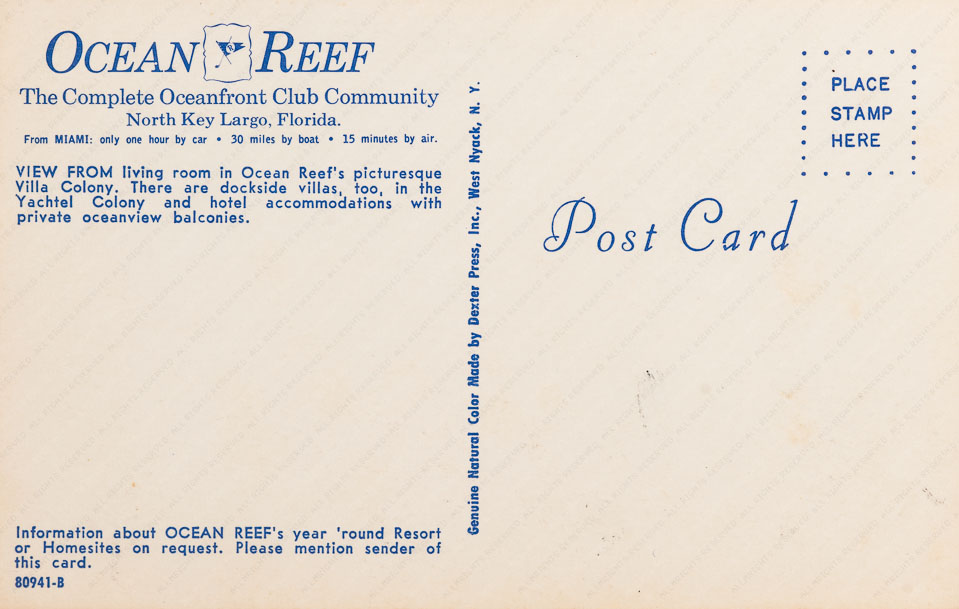 OCEAN REEF
The Complete Oceanfront Club Community
North Key Largo, Florida.
From MIAMI: only one hour by car • 30 miles by boat • 15 minutes by air.
VIEW FROM living room in Ocean Reef's picturesque
Villa Colony. There are dockside villas, too, in the
Yachtel Colony and hotel accommodations with
private oceanview balconies.
Information about OCEAN REEF's year 'round Resort
or Homesites on request. Please mention sender of
this card.
80941-B
Genuine Natural Color Made by Dexter Press, Inc., West Nyack, N. Y.
PLACE
STAMP
HERE
Post Card